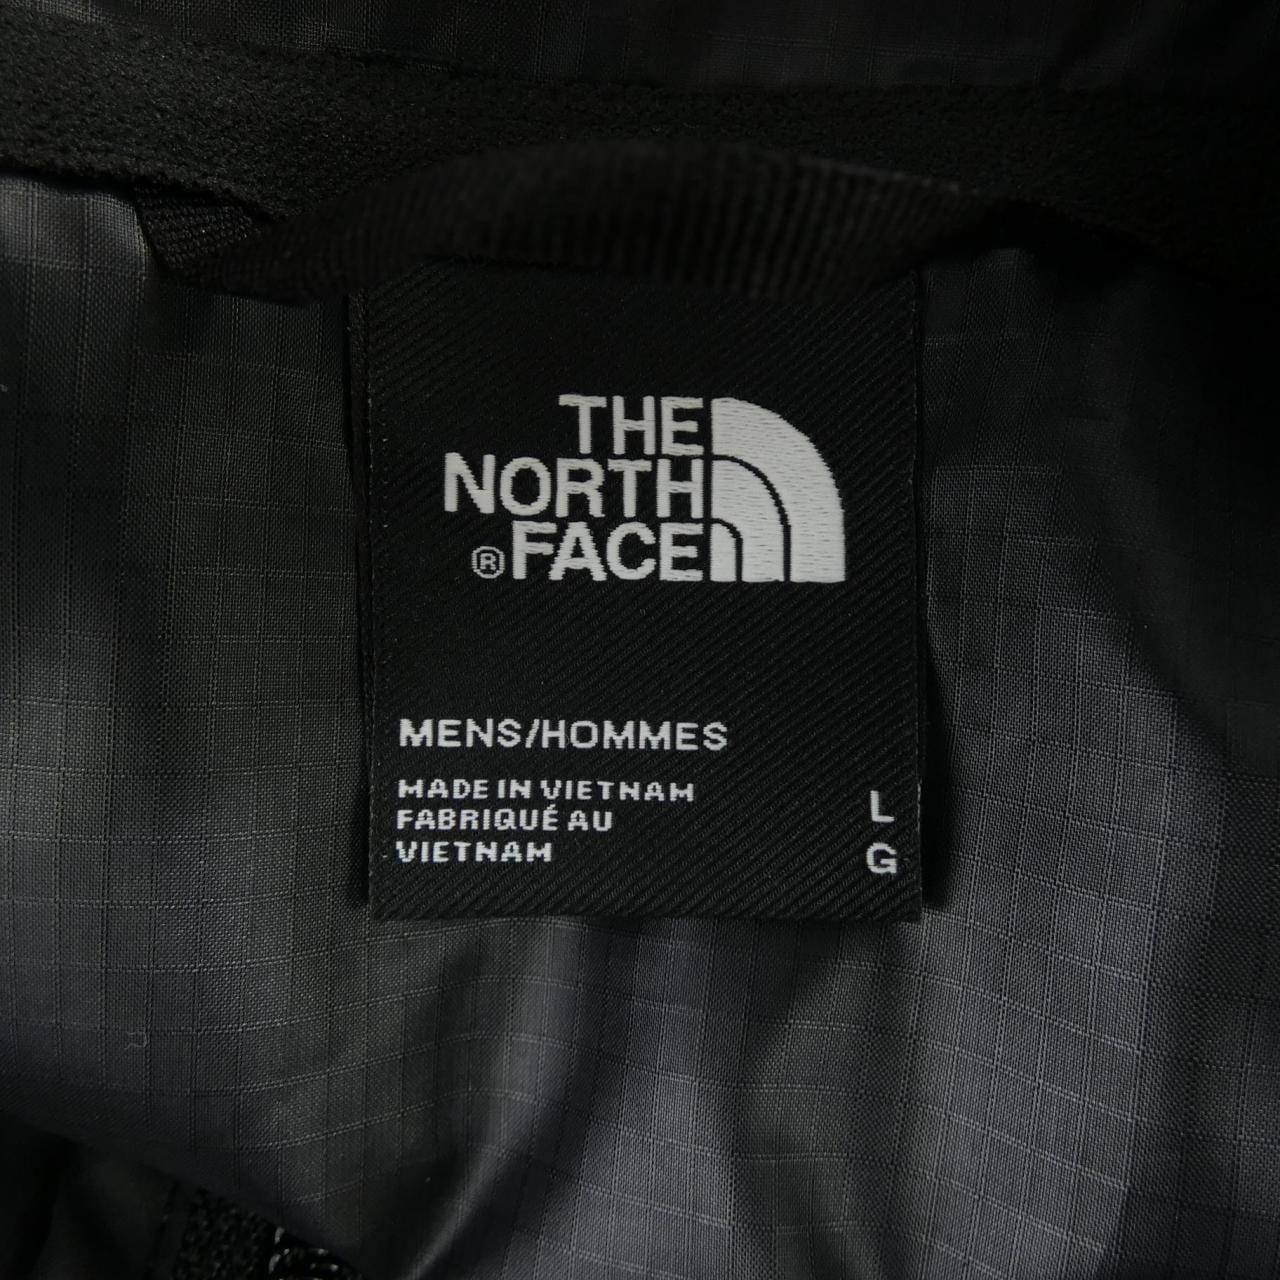 THE
NORTH
®FACE
MENS/HOMMES
MADE IN VIETNAM
FABRIQUÉ AU
VIETNAM
L
G